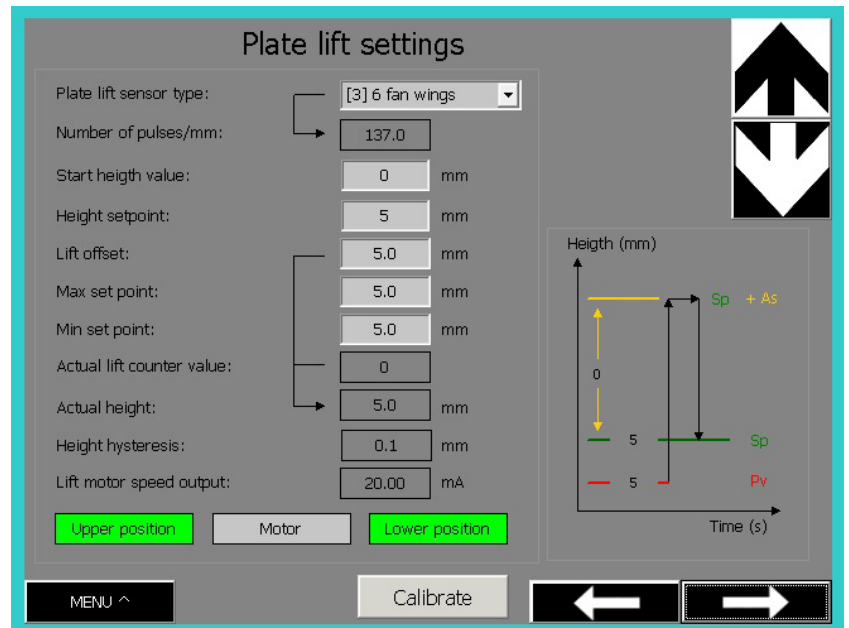 Plate lift settings
Plate lift sensor type: [3] 6 fan wings
Number of pulses/mm: 137.0
Start heigth value: 0 mm
Height setpoint: 5 mm
Lift offset: 5.0 mm
Max set point: 5.0 mm
Min set point: 5.0 mm
Actual lift counter value: 0
Actual height: 5.0 mm
Height hysteresis: 0.1 mm
Lift motor speed output: 20.00 mA
Upper position Motor Lower position
Heigth (mm)
Sp + As
0
5 Sp
5 Pv
Time (s)
MENU ^ Calibrate